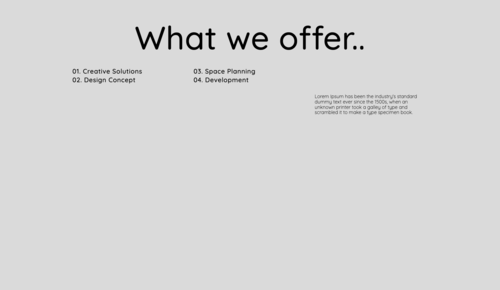 What we offer..
01. Creative Solutions
02. Design Concept
03. Space Planning
04. Development
Lorem Ipsum has been the industry's standard
dummy text ever since the 1500s, when an
unknown printer took a galley of type and
scrambled it to make a type specimen book.